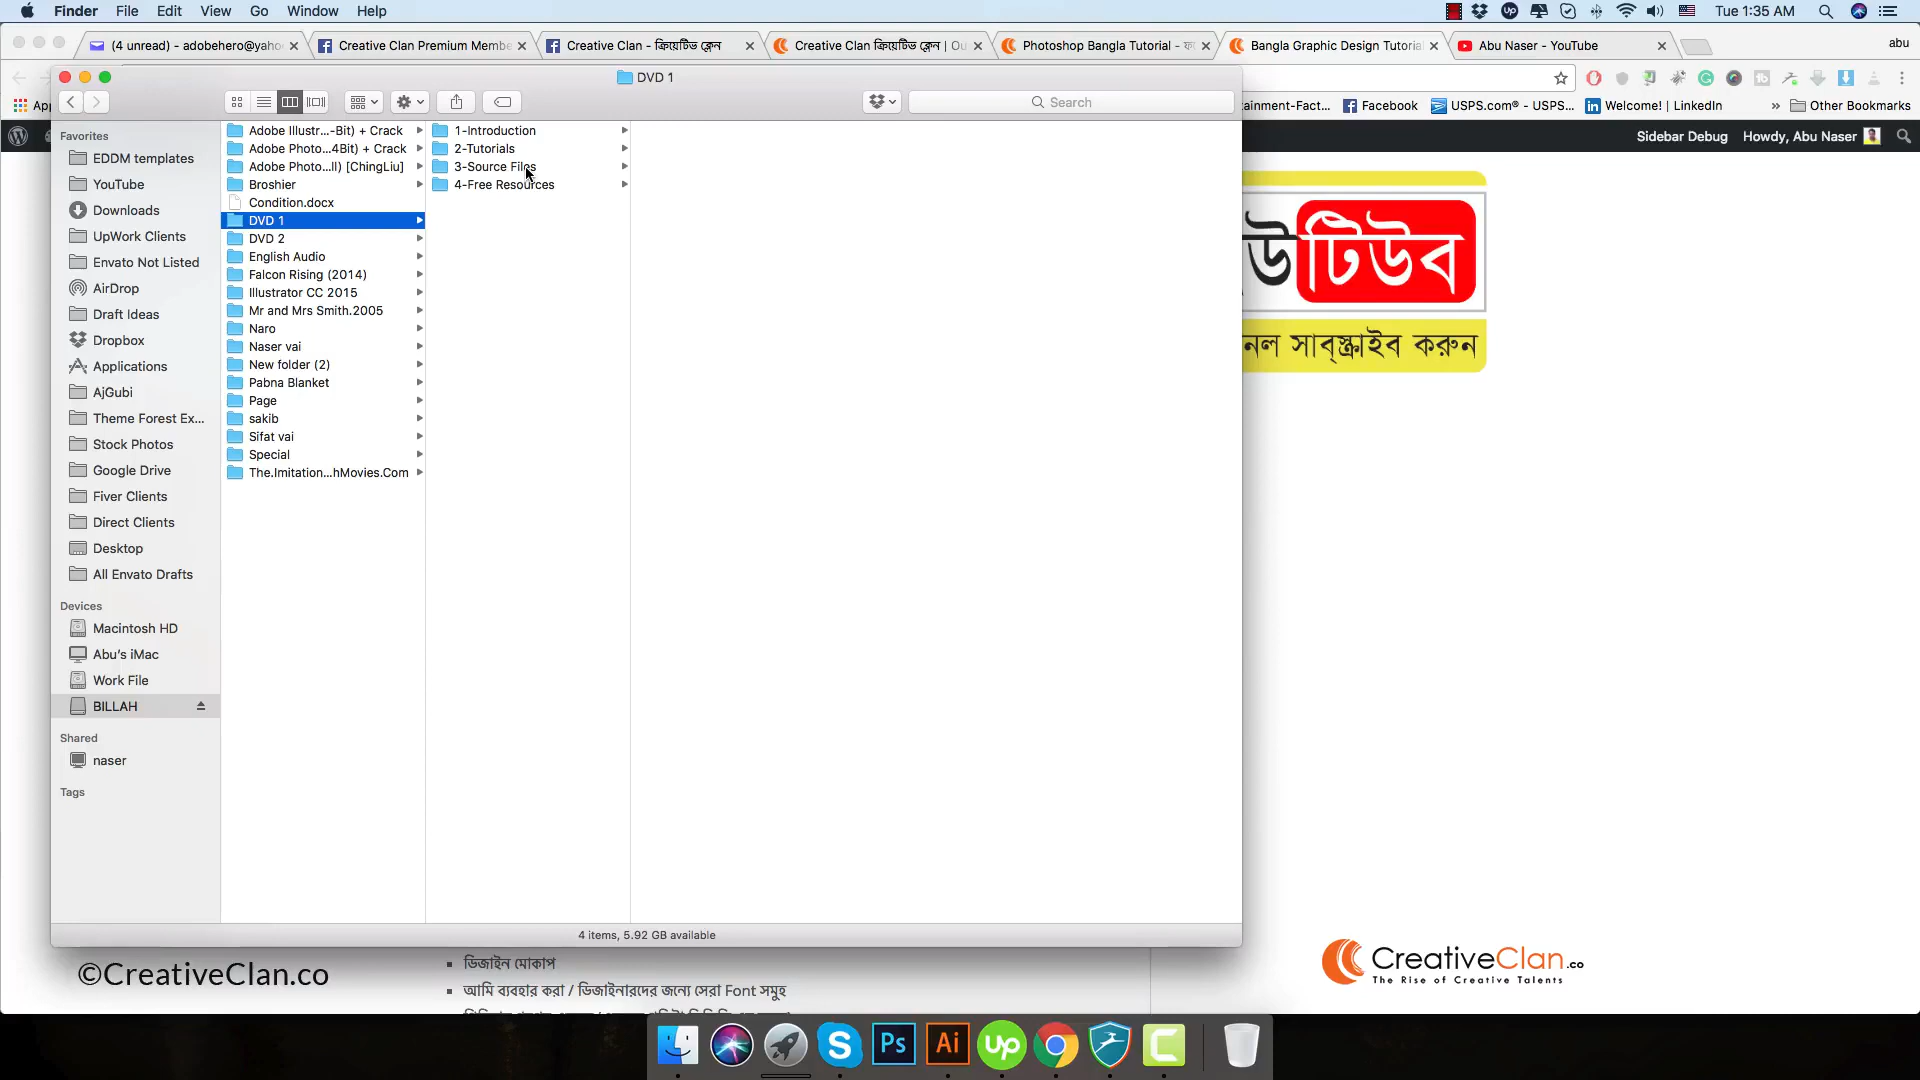 Finder File Edit View Go Window Help Tue 1:35 AM
(4 unread) - adobehero@yaho
Creative Clan Premium Membe
Creative Clan - ক্রিয়েটিভ ক্লেন
Creative Clan ক্রিয়েটিভ ক্লেন | Ou
Photoshop Bangla Tutorial -
Bangla Graphic Design Tutoria
Abu Naser - YouTube
abu
DVD 1
Search
App
tainment-Fact...
Facebook
USPS.com® - USPS...
Welcome! | LinkedIn
»
Other Bookmarks
Sidebar Debug
Howdy, Abu Naser
Favorites
EDDM templates
YouTube
Downloads
UpWork Clients
Envato Not Listed
AirDrop
Draft Ideas
Dropbox
Applications
AjGubi
Theme Forest Ex...
Stock Photos
Google Drive
Fiver Clients
Direct Clients
Desktop
All Envato Drafts
Devices
Macintosh HD
Abu's iMac
Work File
BILLAH
Shared
naser
Tags
Adobe Illustr...-Bit) + Crack
Adobe Photo...4Bit) + Crack
Adobe Photo...ll) [ChingLiu]
Broshier
Condition.docx
DVD 1
DVD 2
English Audio
Falcon Rising (2014)
Illustrator CC 2015
Mr and Mrs Smith.2005
Naro
Naser vai
New folder (2)
Pabna Blanket
Page
sakib
Sifat vai
Special
The.Imitation...hMovies.Com
1-Introduction
2-Tutorials
3-Source Files
4-Free Resources
4 items, 5.92 GB available
উটিউব
নল সাবস্ক্রাইব করুন
ডিজাইন মোকাপ
আমি ব্যবহার করা / ডিজাইনারদের জন্যে সেরা Font সমুহ
©CreativeClan.co
CreativeClan.co
The Rise of Creative Talents
S
Ps
Ai
up
C